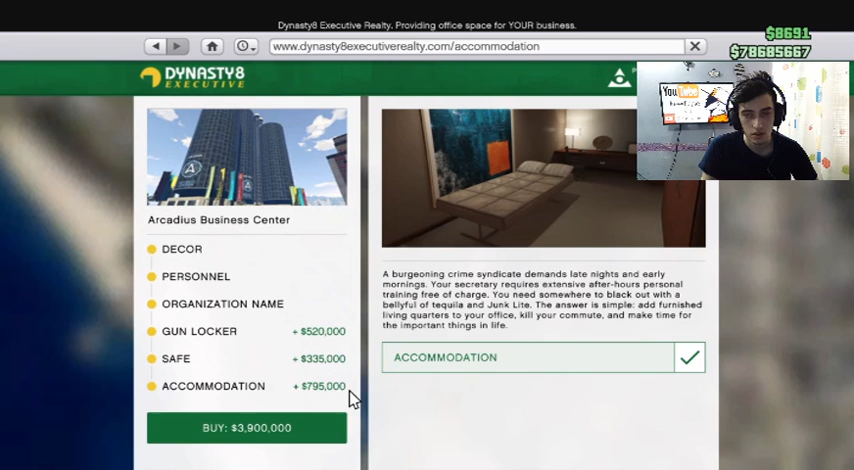 Dynasty8 Executive Realty. Providing office space for YOUR business.
www.dynasty8executiverealty.com/accommodation
$8691
$78685667
DYNASTY8
EXECUTIVE
YouTube
Arcadius Business Center
DECOR
PERSONNEL
ORGANIZATION NAME
GUN LOCKER + $520,000
SAFE + $335,000
ACCOMMODATION + $795,000
BUY: $3,900,000
A burgeoning crime syndicate demands late nights and early
mornings. Your secretary requires extensive after-hours personal
training free of charge. You need somewhere to black out with a
bellyful of tequila and Junk Lite. The answer is simple: add furnished
living quarters to your office, kill your commute, and make time for
the important things in life.
ACCOMMODATION